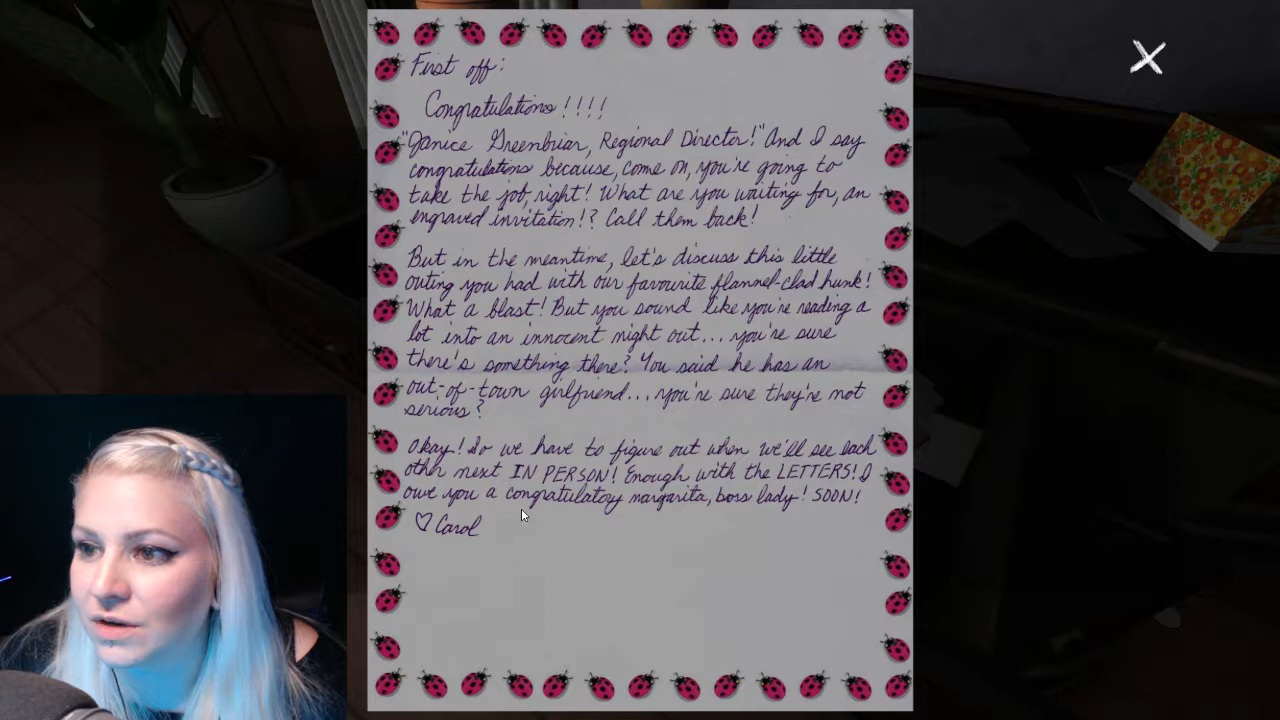 First off:
Congratulations!!!!
"Janice Greenbriar, Regional Director!" And I say
congratulations because, come on, you're going to
take the job, right! What are you waiting for, an
engraved invitation!? Call them back!
But in the meantime, let's discuss this little
outing you had with our favourite flannel-clad hunk!
What a blast! But you sound like you're reading a
lot into an innocent night out... you're sure
there's something there? You said he has an
out-of-town girlfriend... you're sure they're not
serious?
Okay! So we have to figure out when we'll see each
other next IN PERSON! Enough with the LETTERS! I
owe you a congratulatory margarita, boss lady! SOON!
♡ Carol